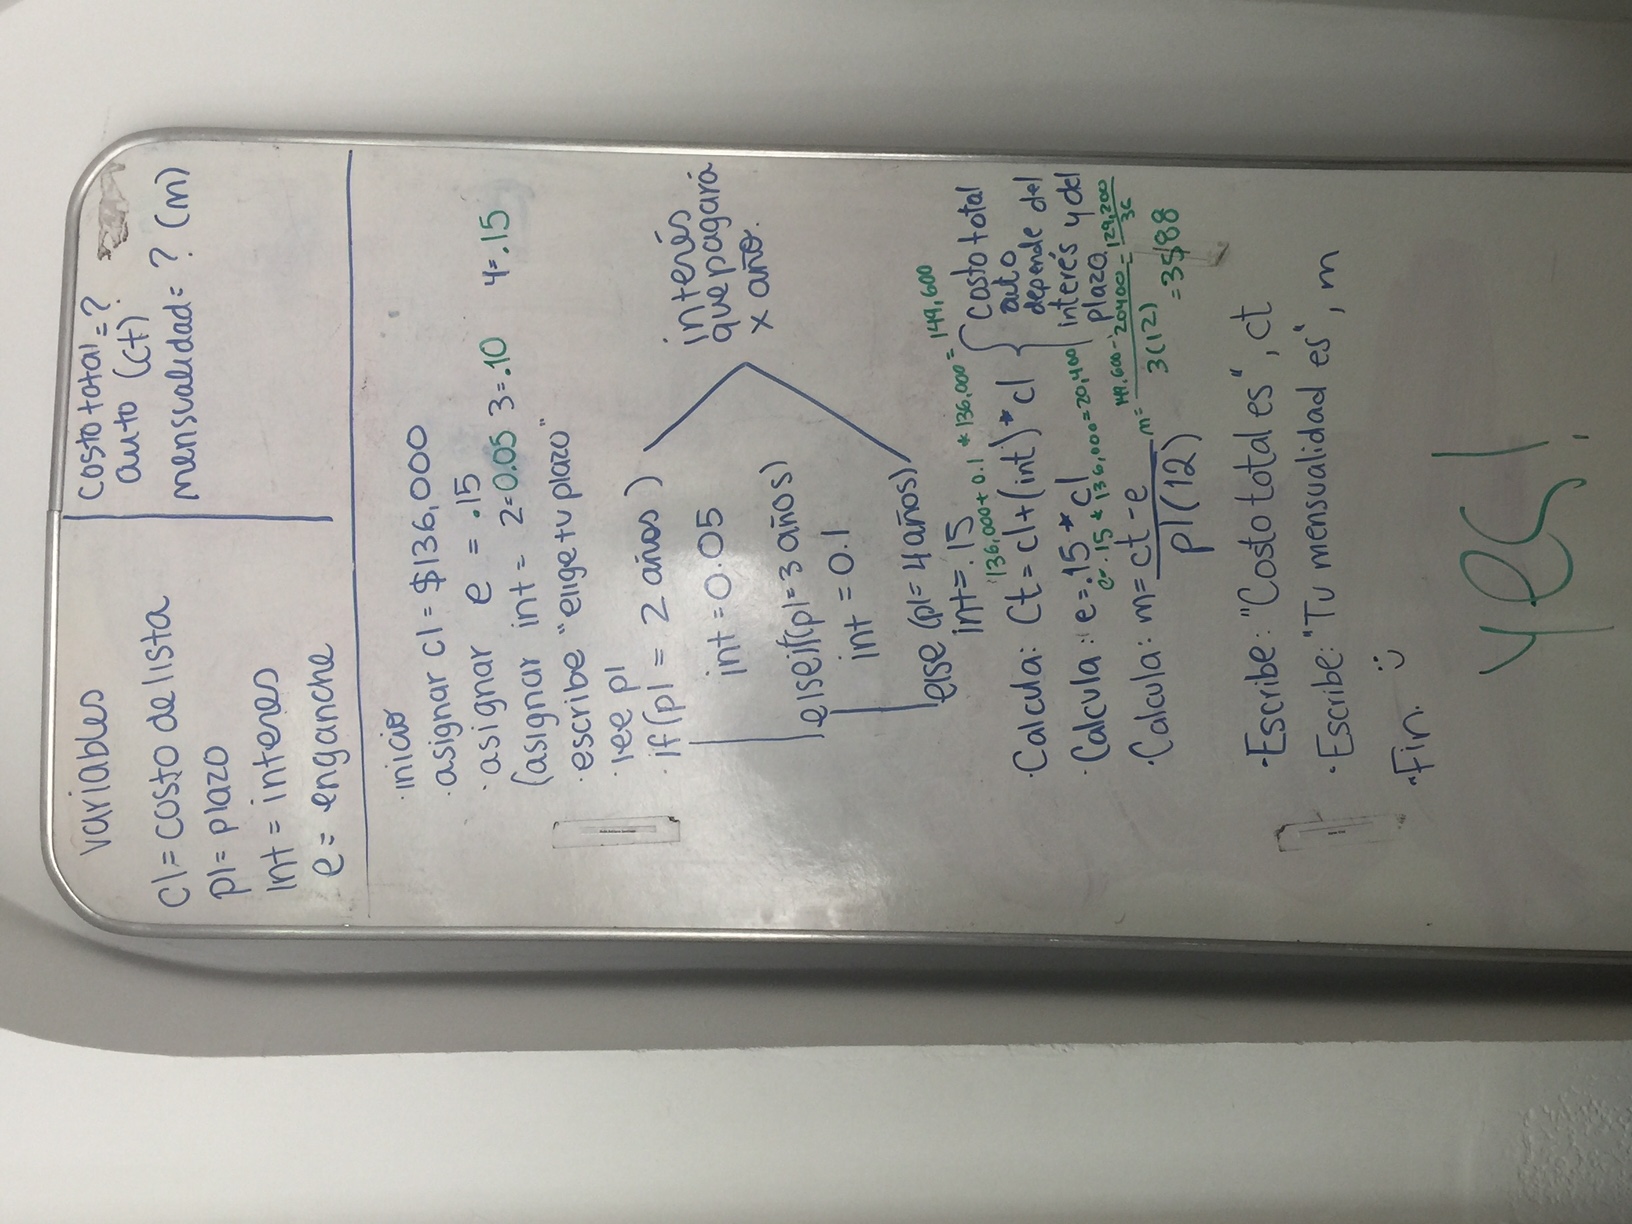 variables
cl= costo de lista
pl= plazo
Int = interes
e= enganche
costo total = ?
auto (ct)
mensualidad= ? (m)
·inicio
·asignar cl = $136,000
·asignar e = .15
(asignar int = 2=0.05 3=.10 4=.15
·escribe "elige tu plazo"
·lee pl
·if(pl = 2 años )
int =0.05
elseif(pl=3 años)
int =0.1
else (pl= 4 años)
int=.15
interés
que pagará
x año.
136,000+ 0.1 * 136,000 = 149,600
·Calcula: Ct= cl+(int)*cl
costo total
auto
depende del
interés y del
plazo
·Calcula: e=.15 * cl
e=.15 * 136,000=20,400
·Calcula: m= ct-e / pl(12)
m= 149,600-20400 / 3(12) = 129,200 / 36
=3588
·Escribe: "Costo total es", ct
·Escribe: "Tu mensualidad es", m
·Fin. :)
yes!